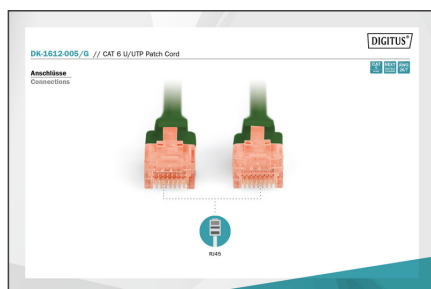 DIGITUS®
DK-1612-005/G // CAT 6 U/UTP Patch Cord
Anschlüsse
Connections
RJ45